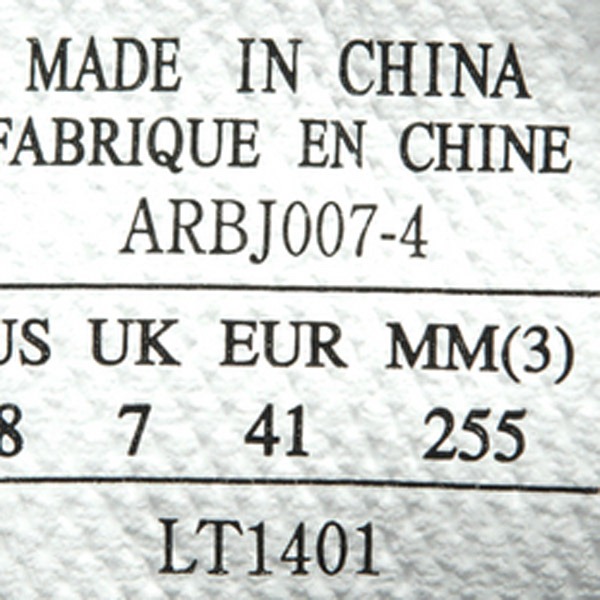 MADE IN CHINA
FABRIQUE EN CHINE
ARBJ007-4
US UK EUR MM(3)
8 7 41 255
LT1401